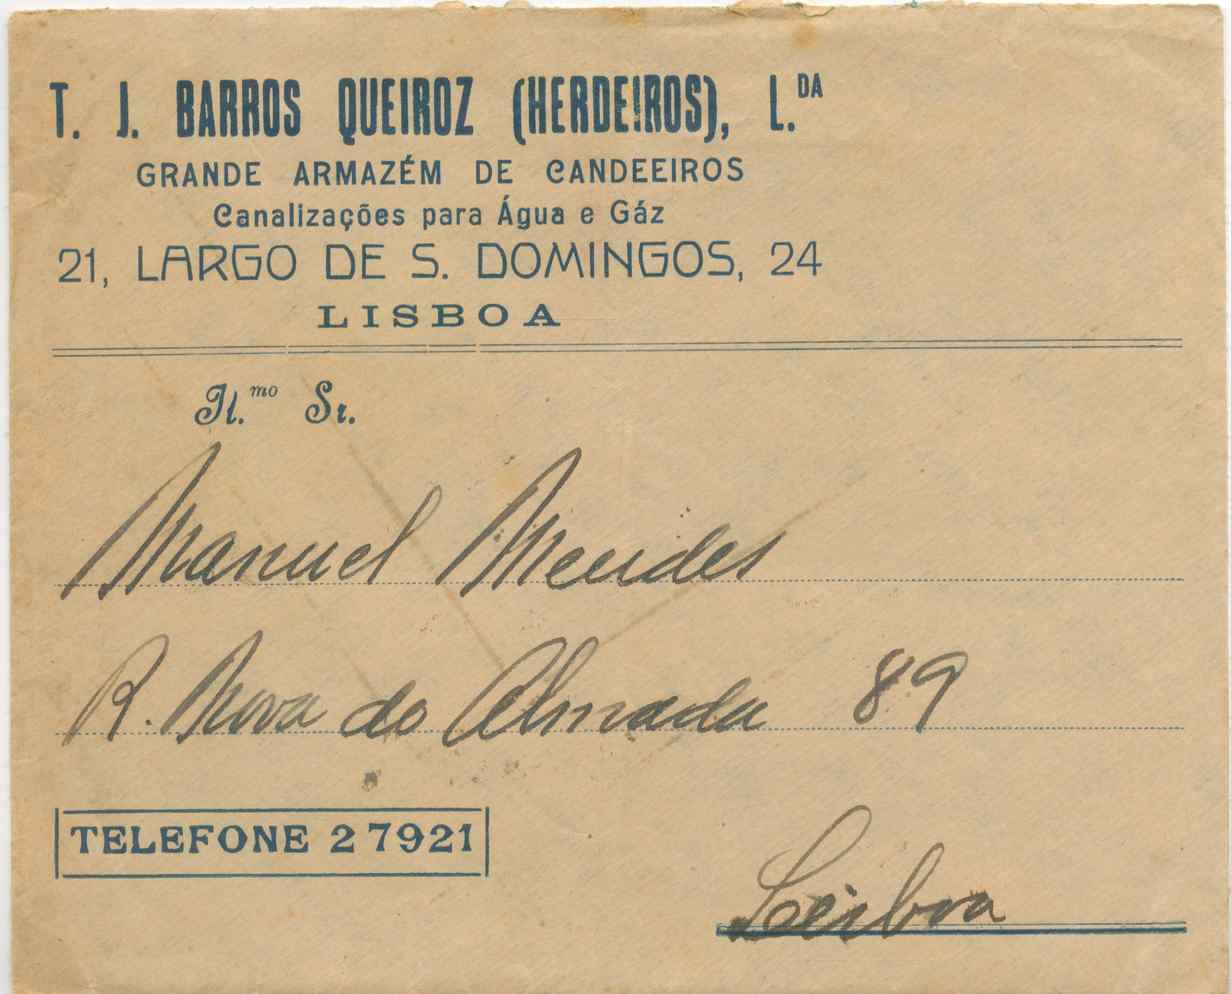 T. J. BARROS QUEIROZ (HERDEIROS), L.DA
GRANDE ARMAZÉM DE CANDEEIROS
Canalizações para Água e Gáz
21, LARGO DE S. DOMINGOS, 24
LISBOA
Il.mo Sr.
Manuel Mendes
R. Nova do Almada 89
TELEFONE 27921
Lisboa